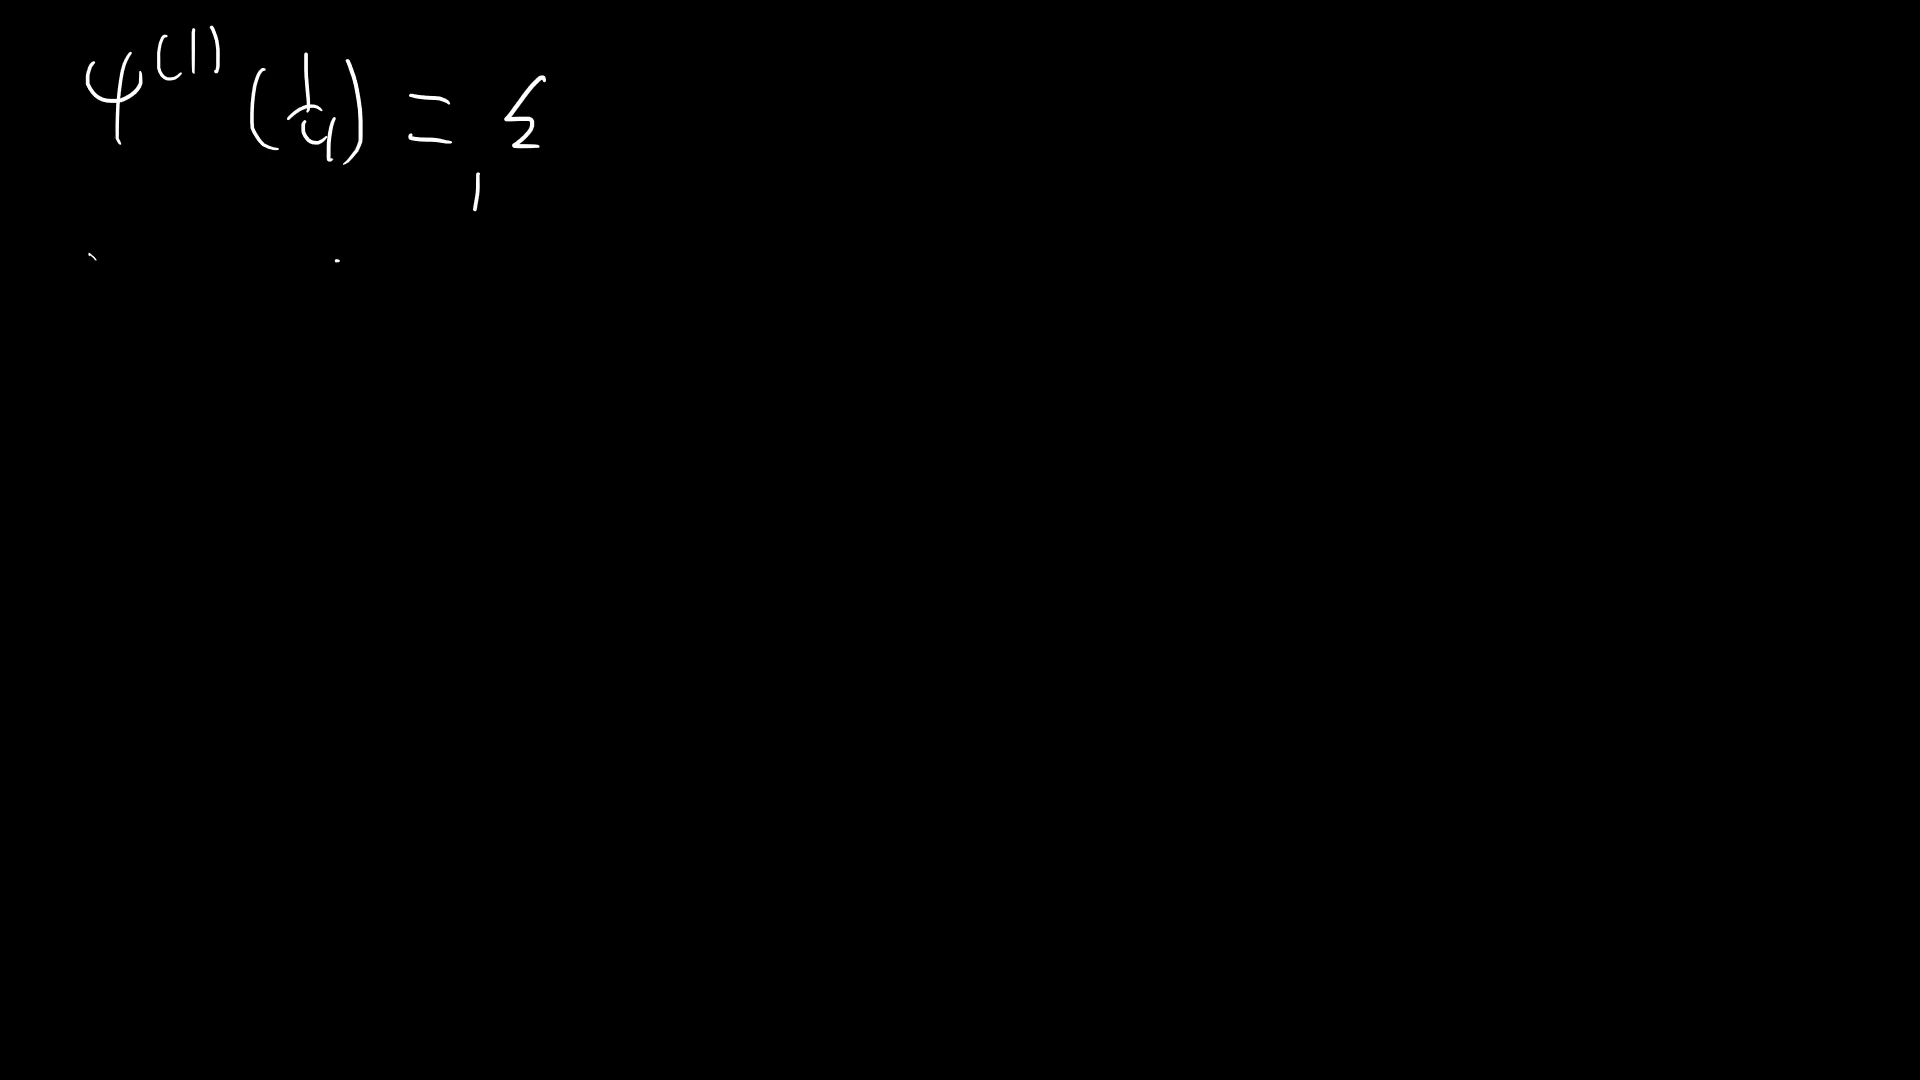 ψ^(1) (1/4) = ξ
1